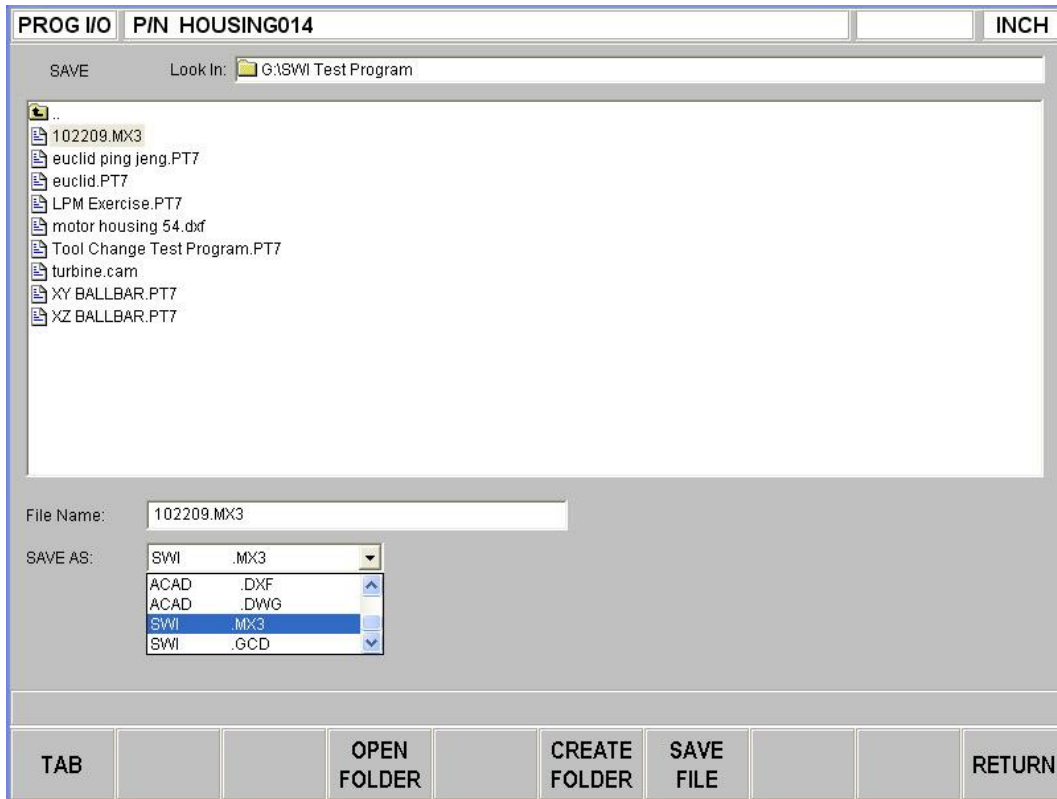 PROG I/O P/N HOUSING014 INCH
SAVE Look In: G:\SWI Test Program
..
102209.MX3
euclid ping jeng.PT7
euclid.PT7
LPM Exercise.PT7
motor housing 54.dxf
Tool Change Test Program.PT7
turbine.cam
XY BALLBAR.PT7
XZ BALLBAR.PT7
File Name: 102209.MX3
SAVE AS: SWI .MX3
ACAD .DXF
ACAD .DWG
SWI .MX3
SWI .GCD
TAB OPEN FOLDER CREATE FOLDER SAVE FILE RETURN